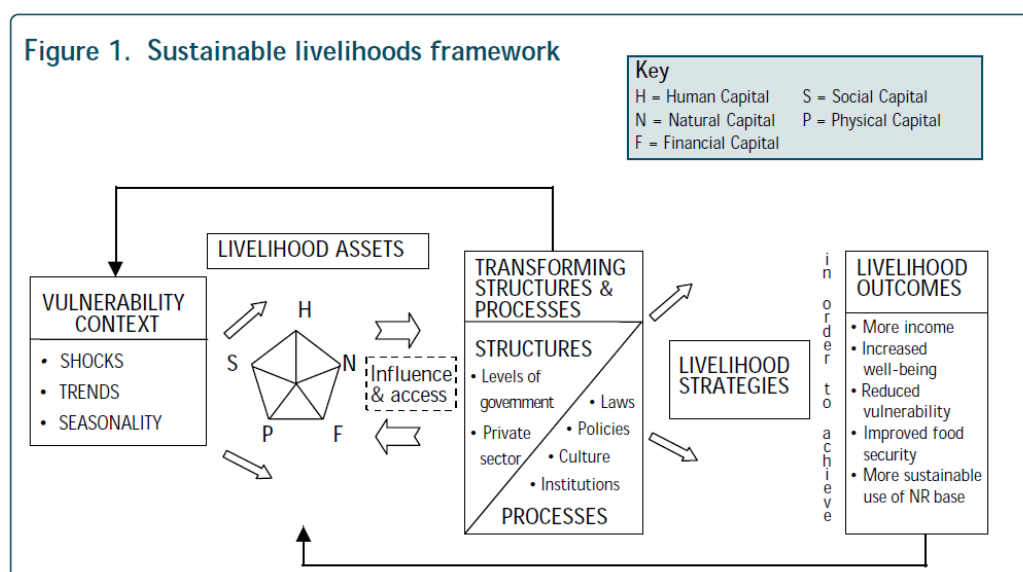 Figure 1. Sustainable livelihoods framework
Key
H = Human Capital
S = Social Capital
N = Natural Capital
P = Physical Capital
F = Financial Capital
LIVELIHOOD ASSETS
VULNERABILITY
CONTEXT
• SHOCKS
• TRENDS
• SEASONALITY
H
S
N
P
F
Influence
& access
TRANSFORMING
STRUCTURES &
PROCESSES
STRUCTURES
• Levels of
government
• Private
sector
• Laws
• Policies
• Culture
• Institutions
PROCESSES
LIVELIHOOD
STRATEGIES
in order to achieve
LIVELIHOOD
OUTCOMES
• More income
• Increased
well-being
• Reduced
vulnerability
• Improved food
security
• More sustainable
use of NR base